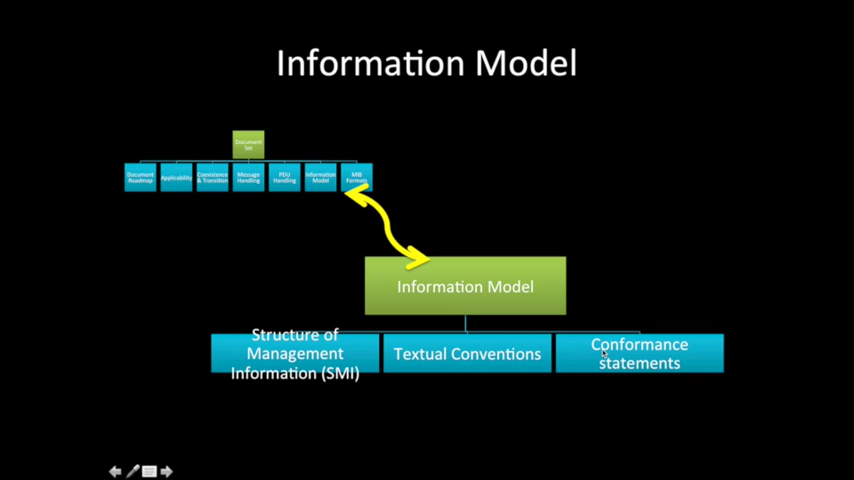 Information Model
Document
Set
Document
Roadmap
Applicability
Coexistence
& Transition
Message
Handling
PDU
Handling
Information
Model
MIB
Formats
Information Model
Structure of
Management
Information (SMI)
Textual Conventions
Conformance
statements